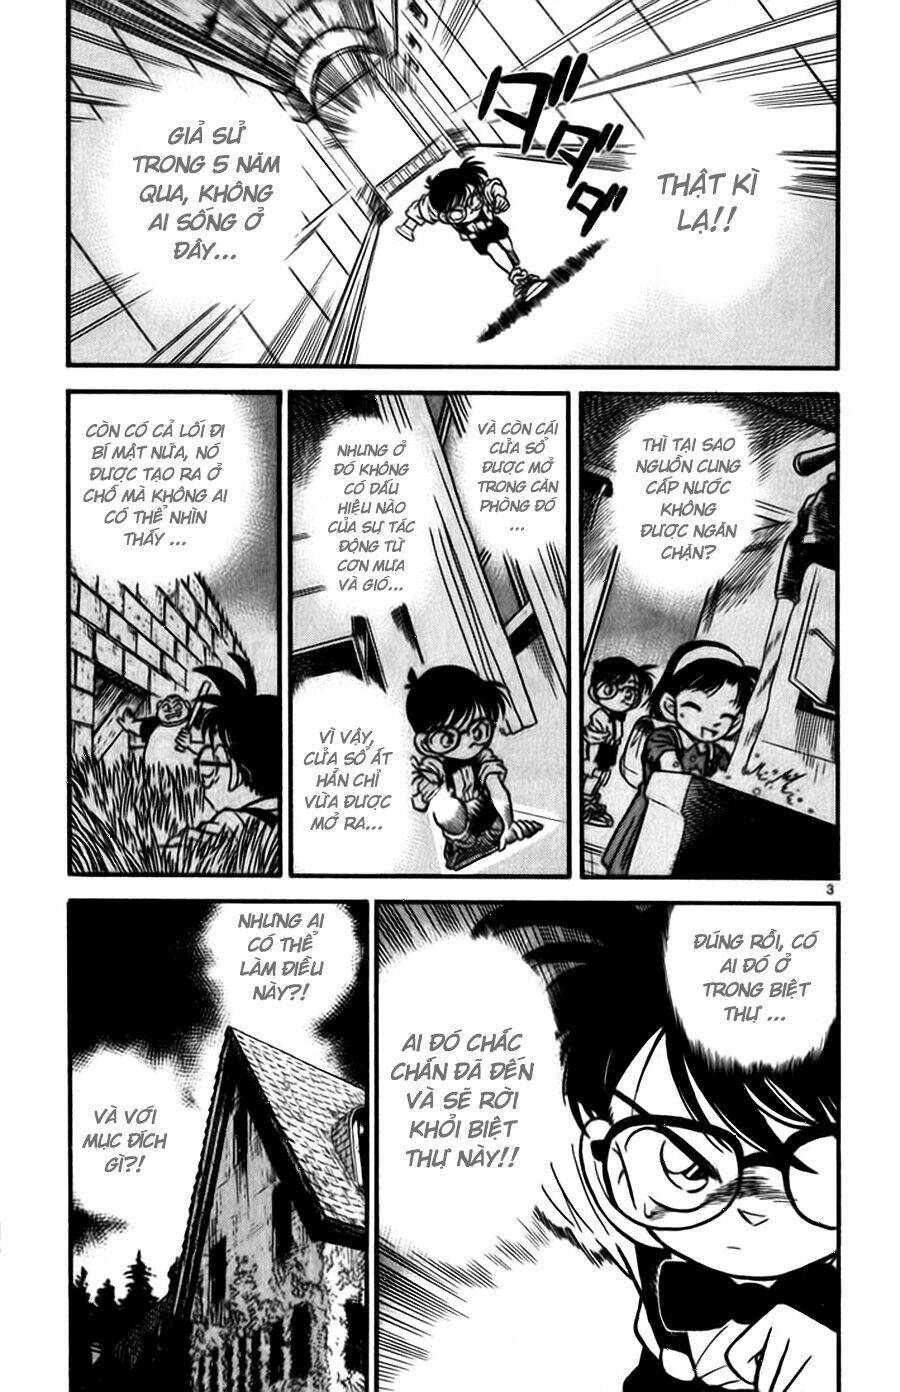 THẬT KÌ
LẠ!!
ダダダ
GIẢ SỬ
TRONG 5 NĂM
QUA, KHÔNG
AI SỐNG Ở
ĐÂY...
THÌ TẠI SAO
NGUỒN CUNG
CẤP NƯỚC
KHÔNG
ĐƯỢC NGĂN
CHẶN?
VÀ CÒN CÁI
CỬA SỔ
ĐƯỢC MỞ
TRONG CĂN
PHÒNG ĐÓ
...
NHƯNG Ở
ĐÓ KHÔNG
CÓ DẤU
HIỆU NÀO
CỦA SỰ TÁC
ĐỘNG TỪ
CƠN MƯA
VÀ GIÓ...
VÌ VẬY,
CỬA SỔ ẮT
HẲN CHỈ
VỪA ĐƯỢC
MỞ RA...
CÒN CÓ CẢ LỐI ĐI
BÍ MẬT NỮA, NÓ
ĐƯỢC TẠO RA Ở
CHỖ MÀ KHÔNG AI
CÓ THỂ NHÌN
THẤY ...
3
ĐÚNG RỒI, CÓ
AI ĐÓ Ở
TRONG BIỆT
THỰ ...
AI ĐÓ CHẮC
CHẮN ĐÃ ĐẾN
VÀ SẼ RỜI
KHỎI BIỆT
THỰ NÀY!!
NHƯNG AI
CÓ THỂ
LÀM ĐIỀU
NÀY?!
VÀ VỚI
MỤC ĐÍCH
GÌ?!